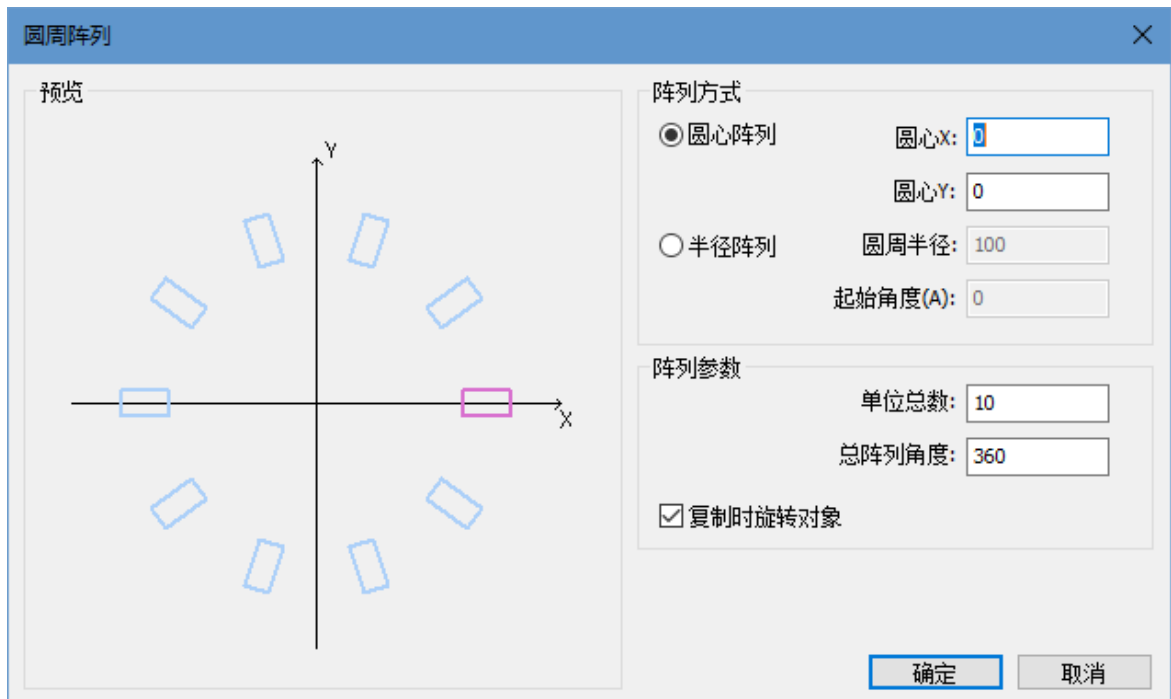 圆周阵列
预览
Y
X
阵列方式
圆心阵列
圆心X: 0
圆心Y: 0
半径阵列
圆周半径: 100
起始角度(A): 0
阵列参数
单位总数: 10
总阵列角度: 360
复制时旋转对象
确定
取消